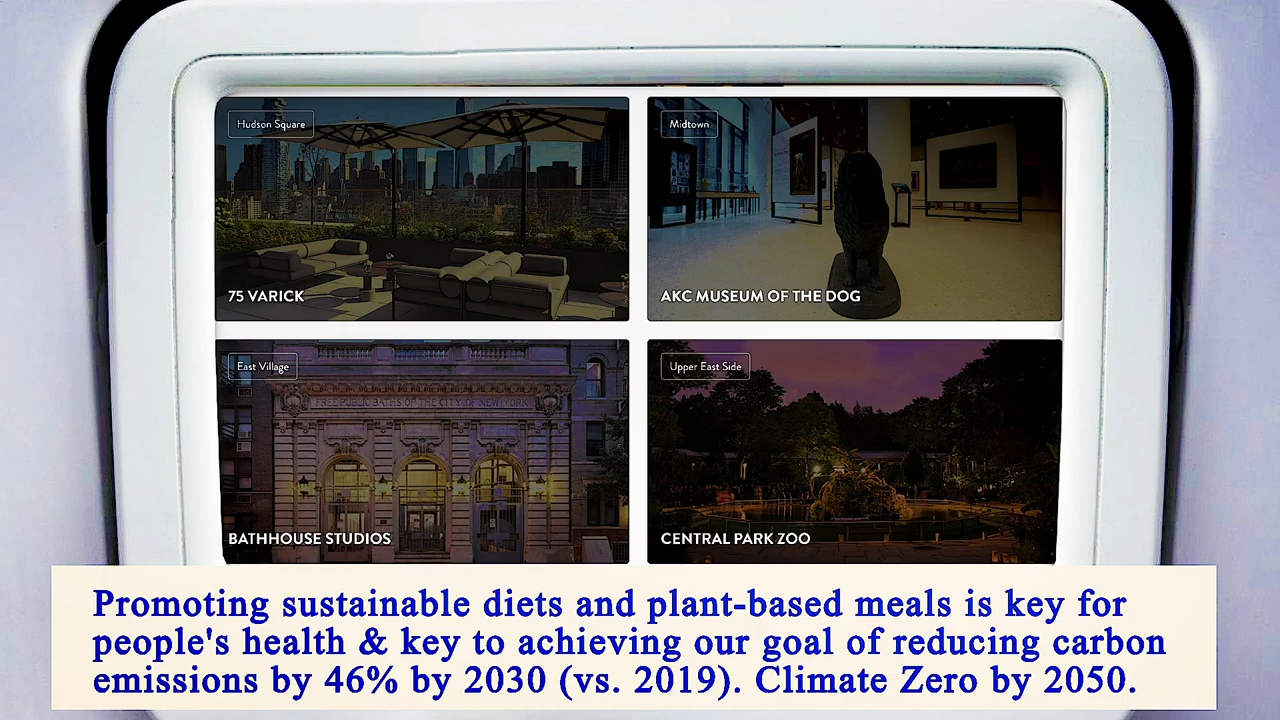 Hudson Square
75 VARICK
Midtown
AKC MUSEUM OF THE DOG
East Village
FREE PUBLIC BATHS OF THE CITY OF NEW YORK
BATHHOUSE STUDIOS
Upper East Side
CENTRAL PARK ZOO
Promoting sustainable diets and plant-based meals is key for
people's health & key to achieving our goal of reducing carbon
emissions by 46% by 2030 (vs. 2019). Climate Zero by 2050.